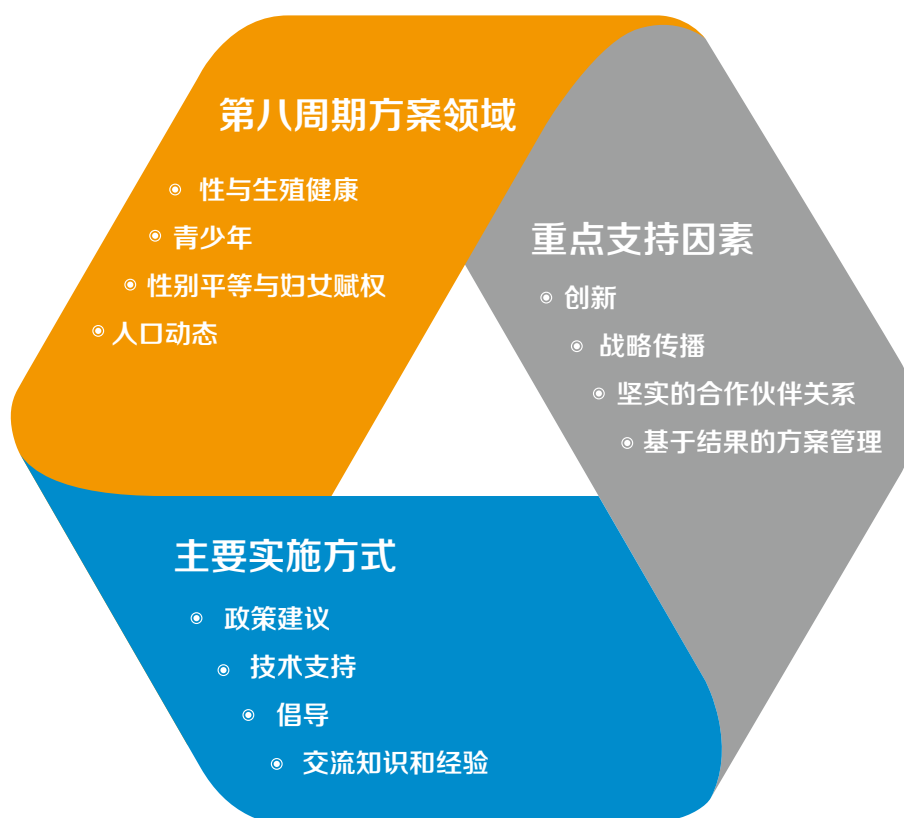 第八周期方案领域
性与生殖健康
青少年
性别平等与妇女赋权
人口动态
重点支持因素
创新
战略传播
坚实的合作伙伴关系
基于结果的方案管理
主要实施方式
政策建议
技术支持
倡导
交流知识和经验